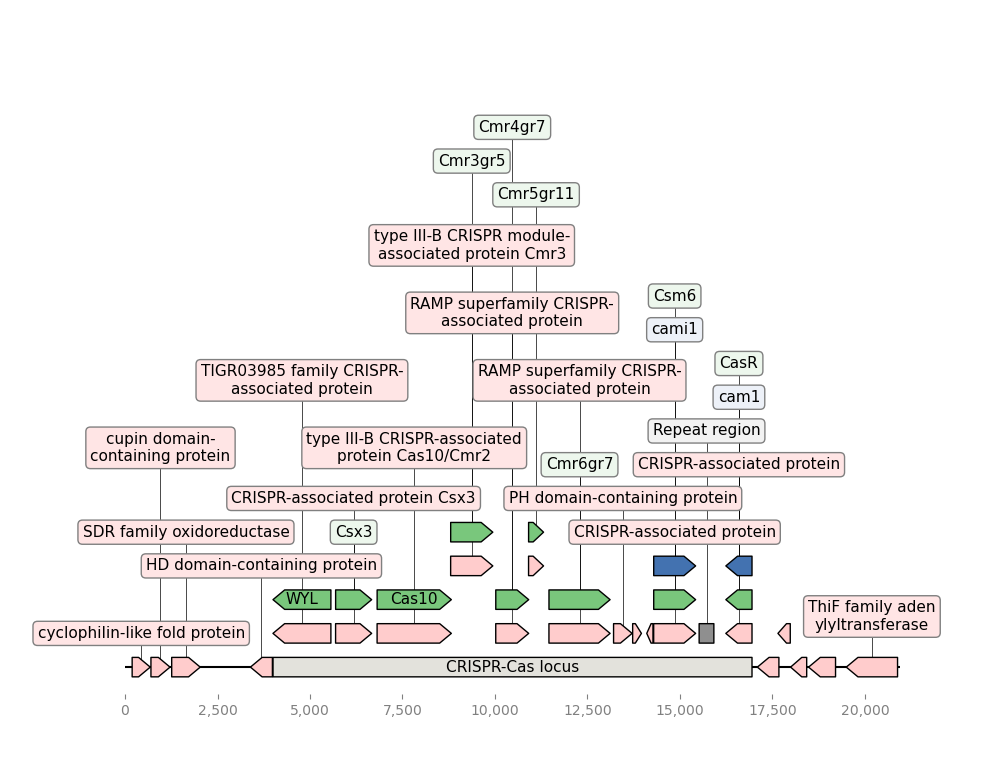 Cmr4gr7
Cmr3gr5
Cmr5gr11
type III-B CRISPR module-
associated protein Cmr3
Csm6
RAMP superfamily CRISPR-
associated protein
cami1
CasR
TIGR03985 family CRISPR-
associated protein
RAMP superfamily CRISPR-
associated protein
cam1
Repeat region
cupin domain-
containing protein
type III-B CRISPR-associated
protein Cas10/Cmr2
Cmr6gr7
CRISPR-associated protein
CRISPR-associated protein Csx3
PH domain-containing protein
SDR family oxidoreductase
Csx3
CRISPR-associated protein
HD domain-containing protein
WYL
Cas10
ThiF family aden
ylyltransferase
cyclophilin-like fold protein
CRISPR-Cas locus
0
2,500
5,000
7,500
10,000
12,500
15,000
17,500
20,000